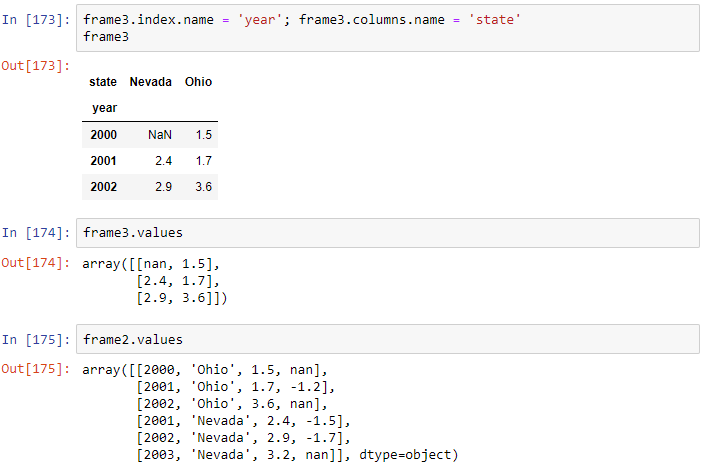 In [173]: frame3.index.name = 'year'; frame3.columns.name = 'state'
frame3
Out[173]:
state Nevada Ohio
year
2000 NaN 1.5
2001 2.4 1.7
2002 2.9 3.6
In [174]: frame3.values
Out[174]: array([[nan, 1.5],
[2.4, 1.7],
[2.9, 3.6]])
In [175]: frame2.values
Out[175]: array([[2000, 'Ohio', 1.5, nan],
[2001, 'Ohio', 1.7, -1.2],
[2002, 'Ohio', 3.6, nan],
[2001, 'Nevada', 2.4, -1.5],
[2002, 'Nevada', 2.9, -1.7],
[2003, 'Nevada', 3.2, nan]], dtype=object)